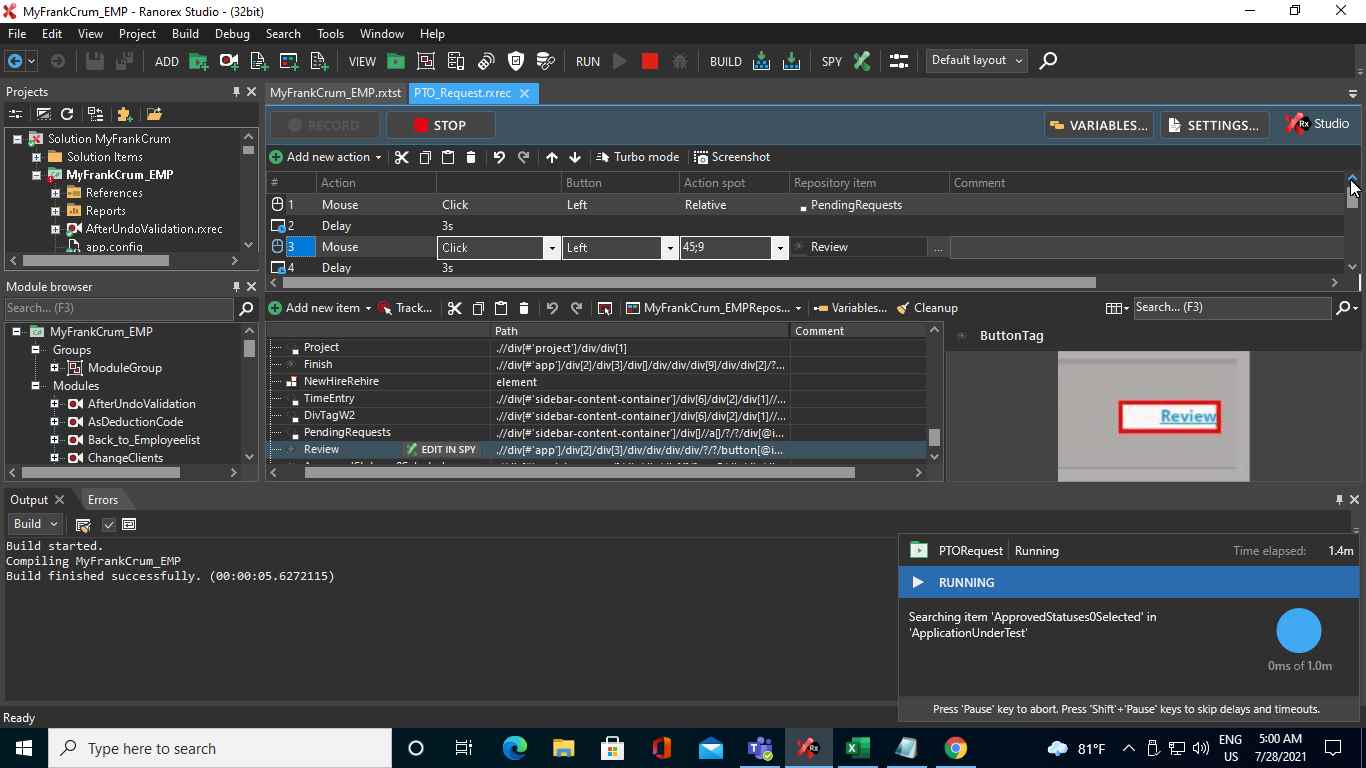 MyFrankCrum_EMP - Ranorex Studio - (32bit)
File Edit View Project Build Debug Search Tools Window Help
ADD VIEW RUN BUILD SPY Default layout
Projects
MyFrankCrum_EMP.rxtst PTO_Request.rxrec
RECORD STOP VARIABLES... SETTINGS... Rx Studio
Solution MyFrankCrum
Solution Items
MyFrankCrum_EMP
References
Reports
AfterUndoValidation.rxrec
app.config
Add new action Turbo mode Screenshot
# Action Button Action spot Repository item Comment
1 Mouse Click Left Relative PendingRequests
2 Delay 3s
3 Mouse Click Left 45;9 Review ...
4 Delay 3s
Module browser
Search... (F3)
MyFrankCrum_EMP
Groups
ModuleGroup
Modules
AfterUndoValidation
AsDeductionCode
Back_to_Employeelist
ChangeClients
Add new item Track... MyFrankCrum_EMPRepos... Variables... Cleanup Search... (F3)
Path Comment
Project .//div[#'project']/div/div[1]
Finish .//div[#'app']/div[2]/div[3]/div[]/div/div/div[9]/div/div[2]/?...
NewHireRehire element
TimeEntry .//div[#'sidebar-content-container']/div[6]/div[2]/div[1]//...
DivTagW2 .//div[#'sidebar-content-container']/div[6]/div[2]/div[1]//...
PendingRequests .//div[#'sidebar-content-container']/div[]//a[]/?/?/div[@i...
Review EDIT IN SPY .//div[#'app']/div[2]/div[3]/div/div/div/div/?/?/button[@i...
ButtonTag
Review
Output Errors
Build
Build started.
Compiling MyFrankCrum_EMP
Build finished successfully. (00:00:05.6272115)
PTORequest Running Time elapsed: 1.4m
RUNNING
Searching item 'ApprovedStatuses0Selected' in
'ApplicationUnderTest'
0ms of 1.0m
Press 'Pause' key to abort. Press 'Shift'+'Pause' keys to skip delays and timeouts.
Ready
Type here to search
81°F
ENG
US
5:00 AM
7/28/2021